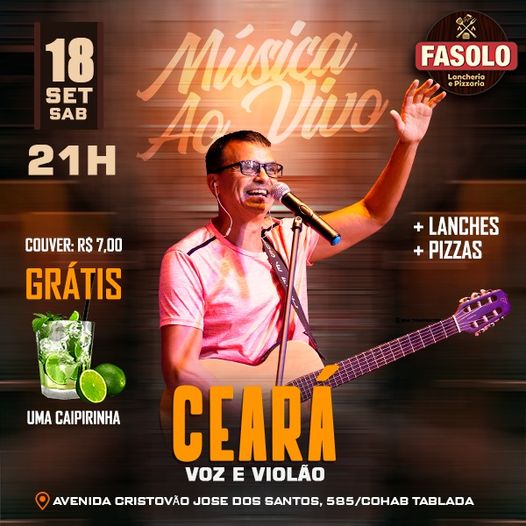 18
SET
SAB
21H
Música
Ao Vivo
FASOLO
Lancheria
e Pizzaria
COUVER: R$ 7,00
GRÁTIS
UMA CAIPIRINHA
+ LANCHES
+ PIZZAS
CEARÁ
VOZ E VIOLÃO
AVENIDA CRISTOVÃO JOSE DOS SANTOS, 585/COHAB TABLADA